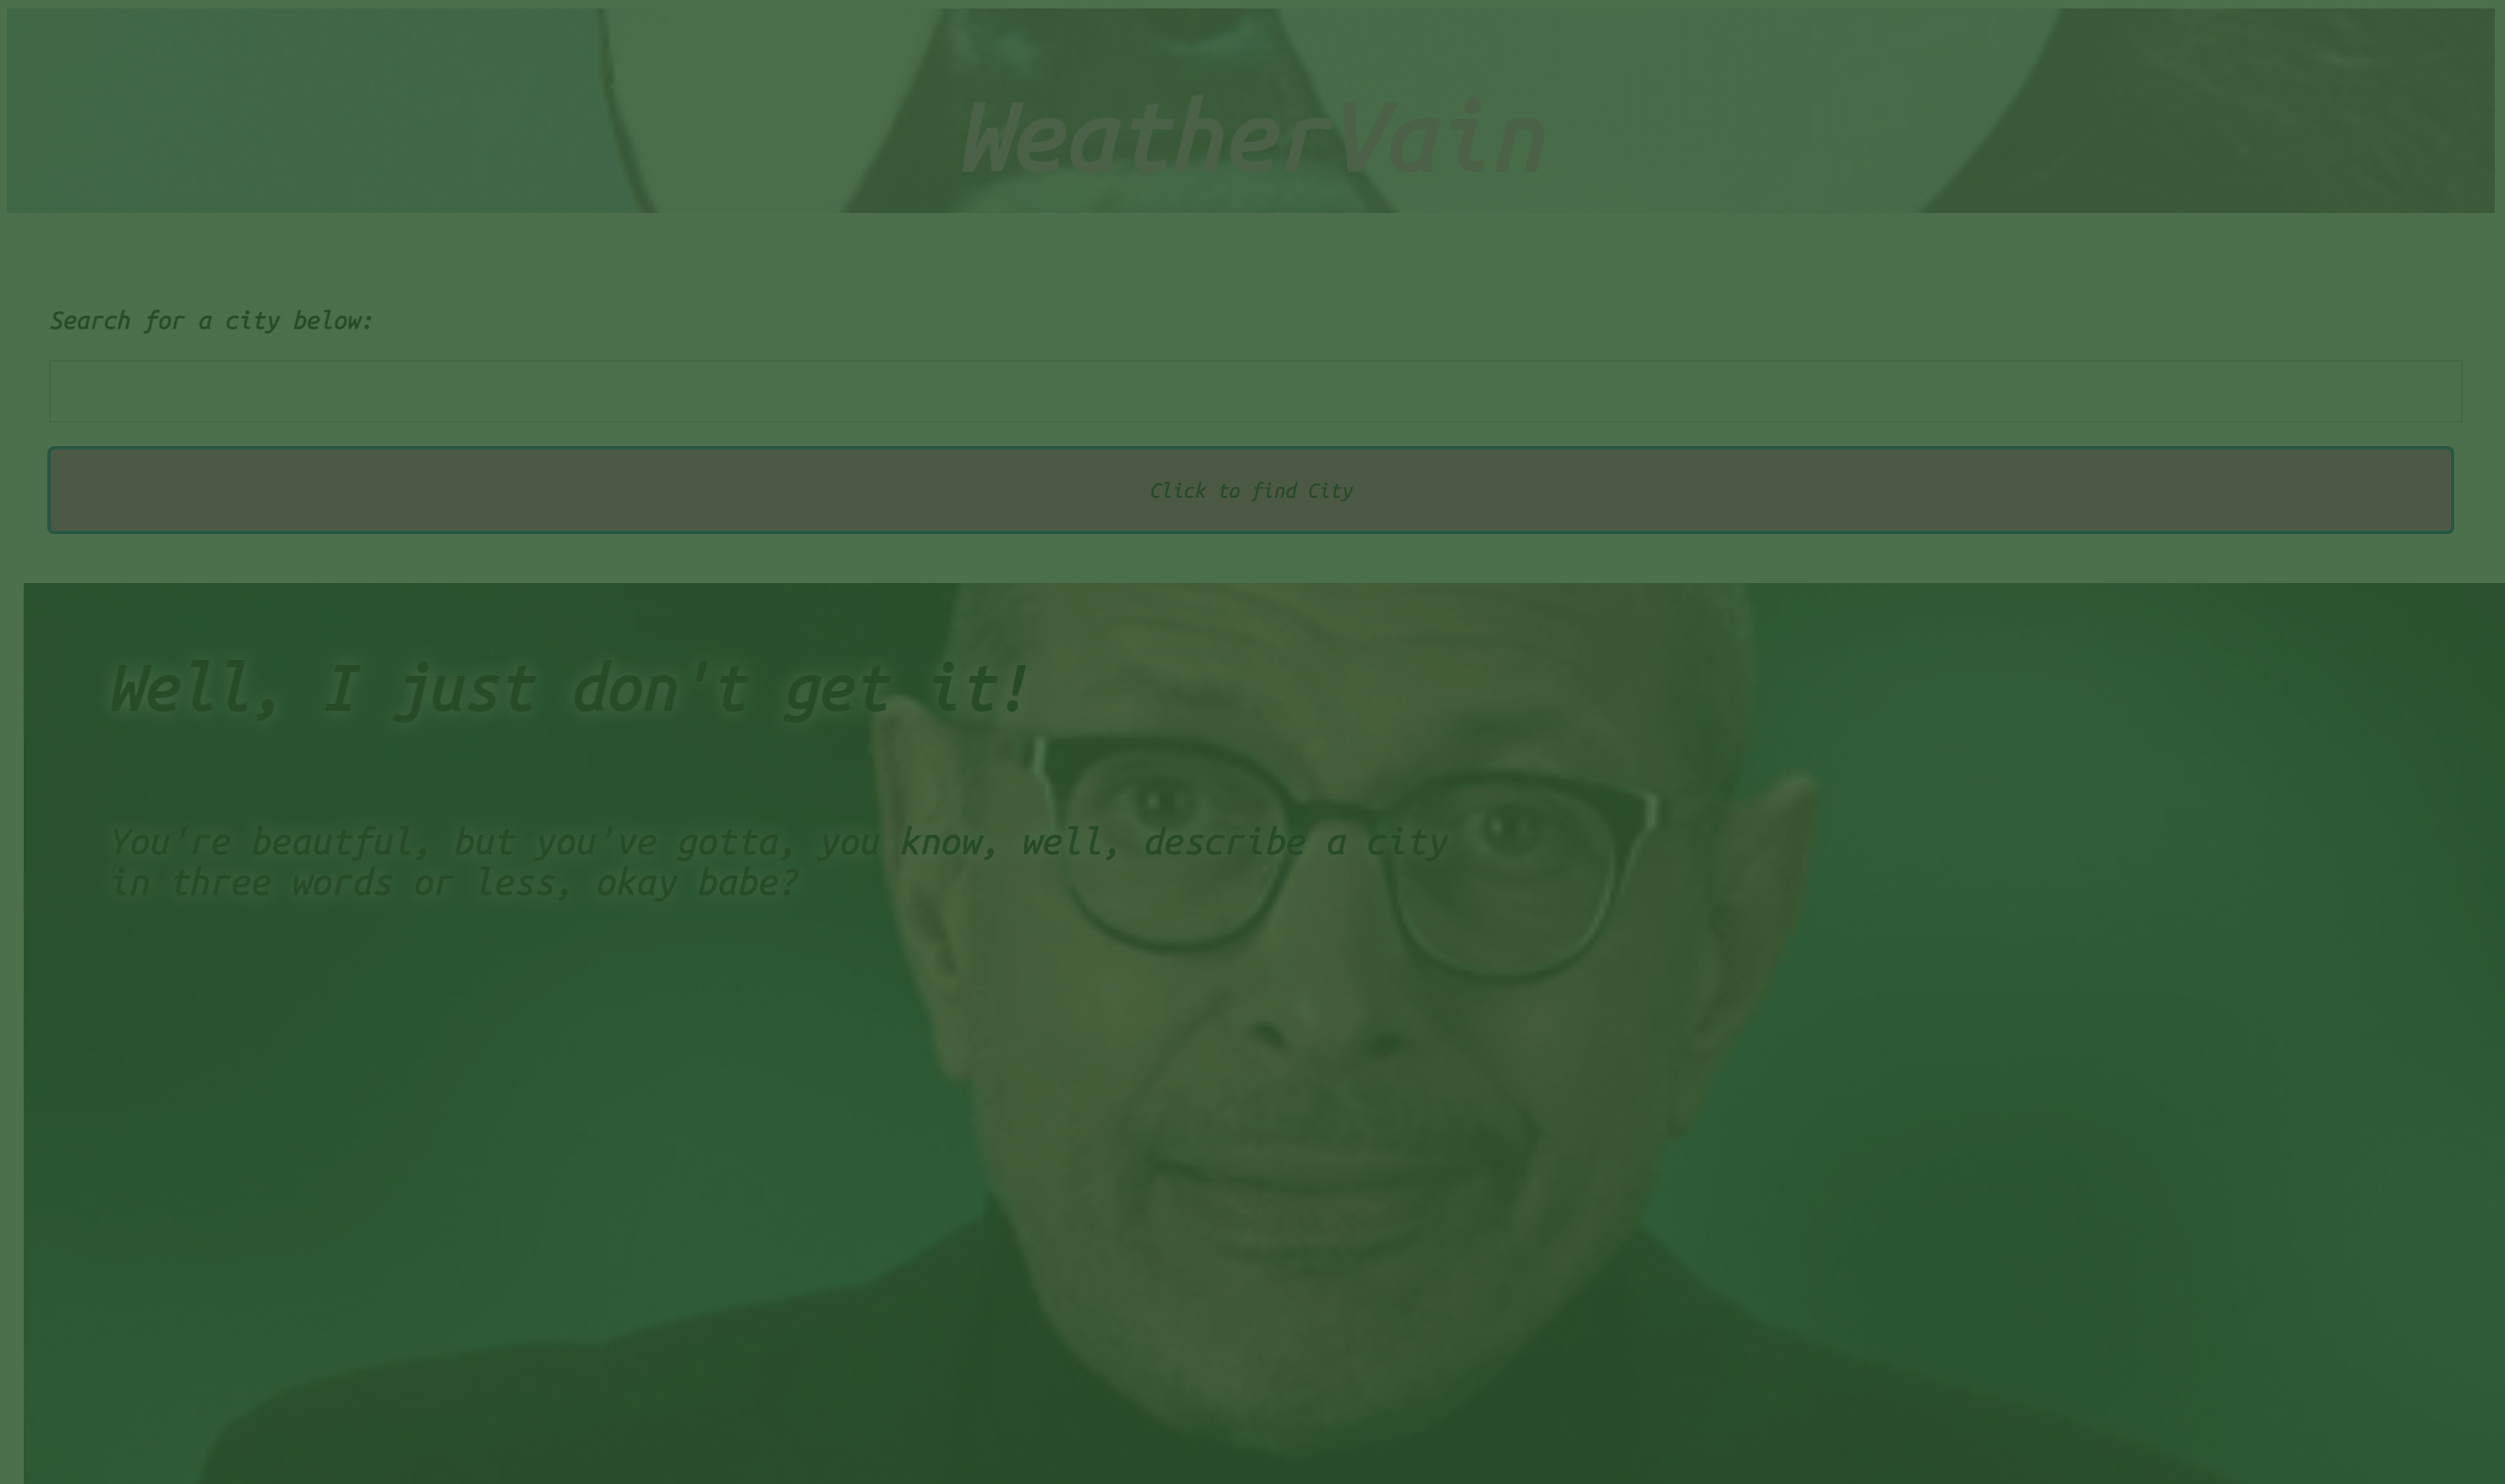 WeatherVain
Search for a city below:
Click to find City
Well, I just don't get it!
You're beautful, but you've gotta, you know, well, describe a city
in three words or less, okay babe?